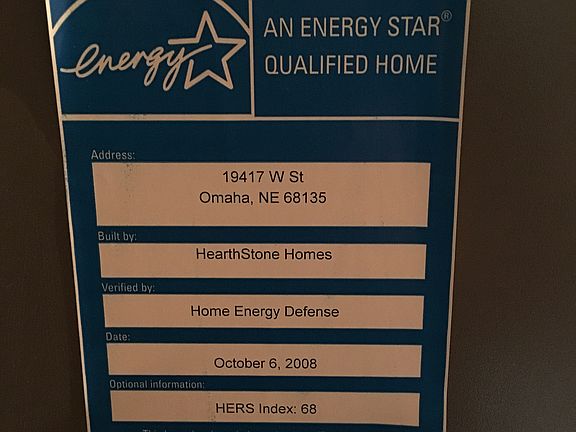 energy
AN ENERGY STAR®
QUALIFIED HOME
Address:
19417 W St
Omaha, NE 68135
Built by:
HearthStone Homes
Verified by:
Home Energy Defense
Date:
October 6, 2008
Optional information:
HERS Index: 68